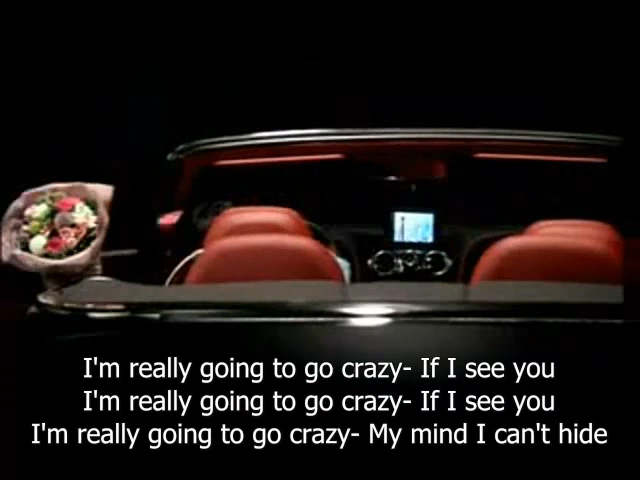 I'm really going to go crazy- If I see you
I'm really going to go crazy- If I see you
I'm really going to go crazy- My mind I can't hide